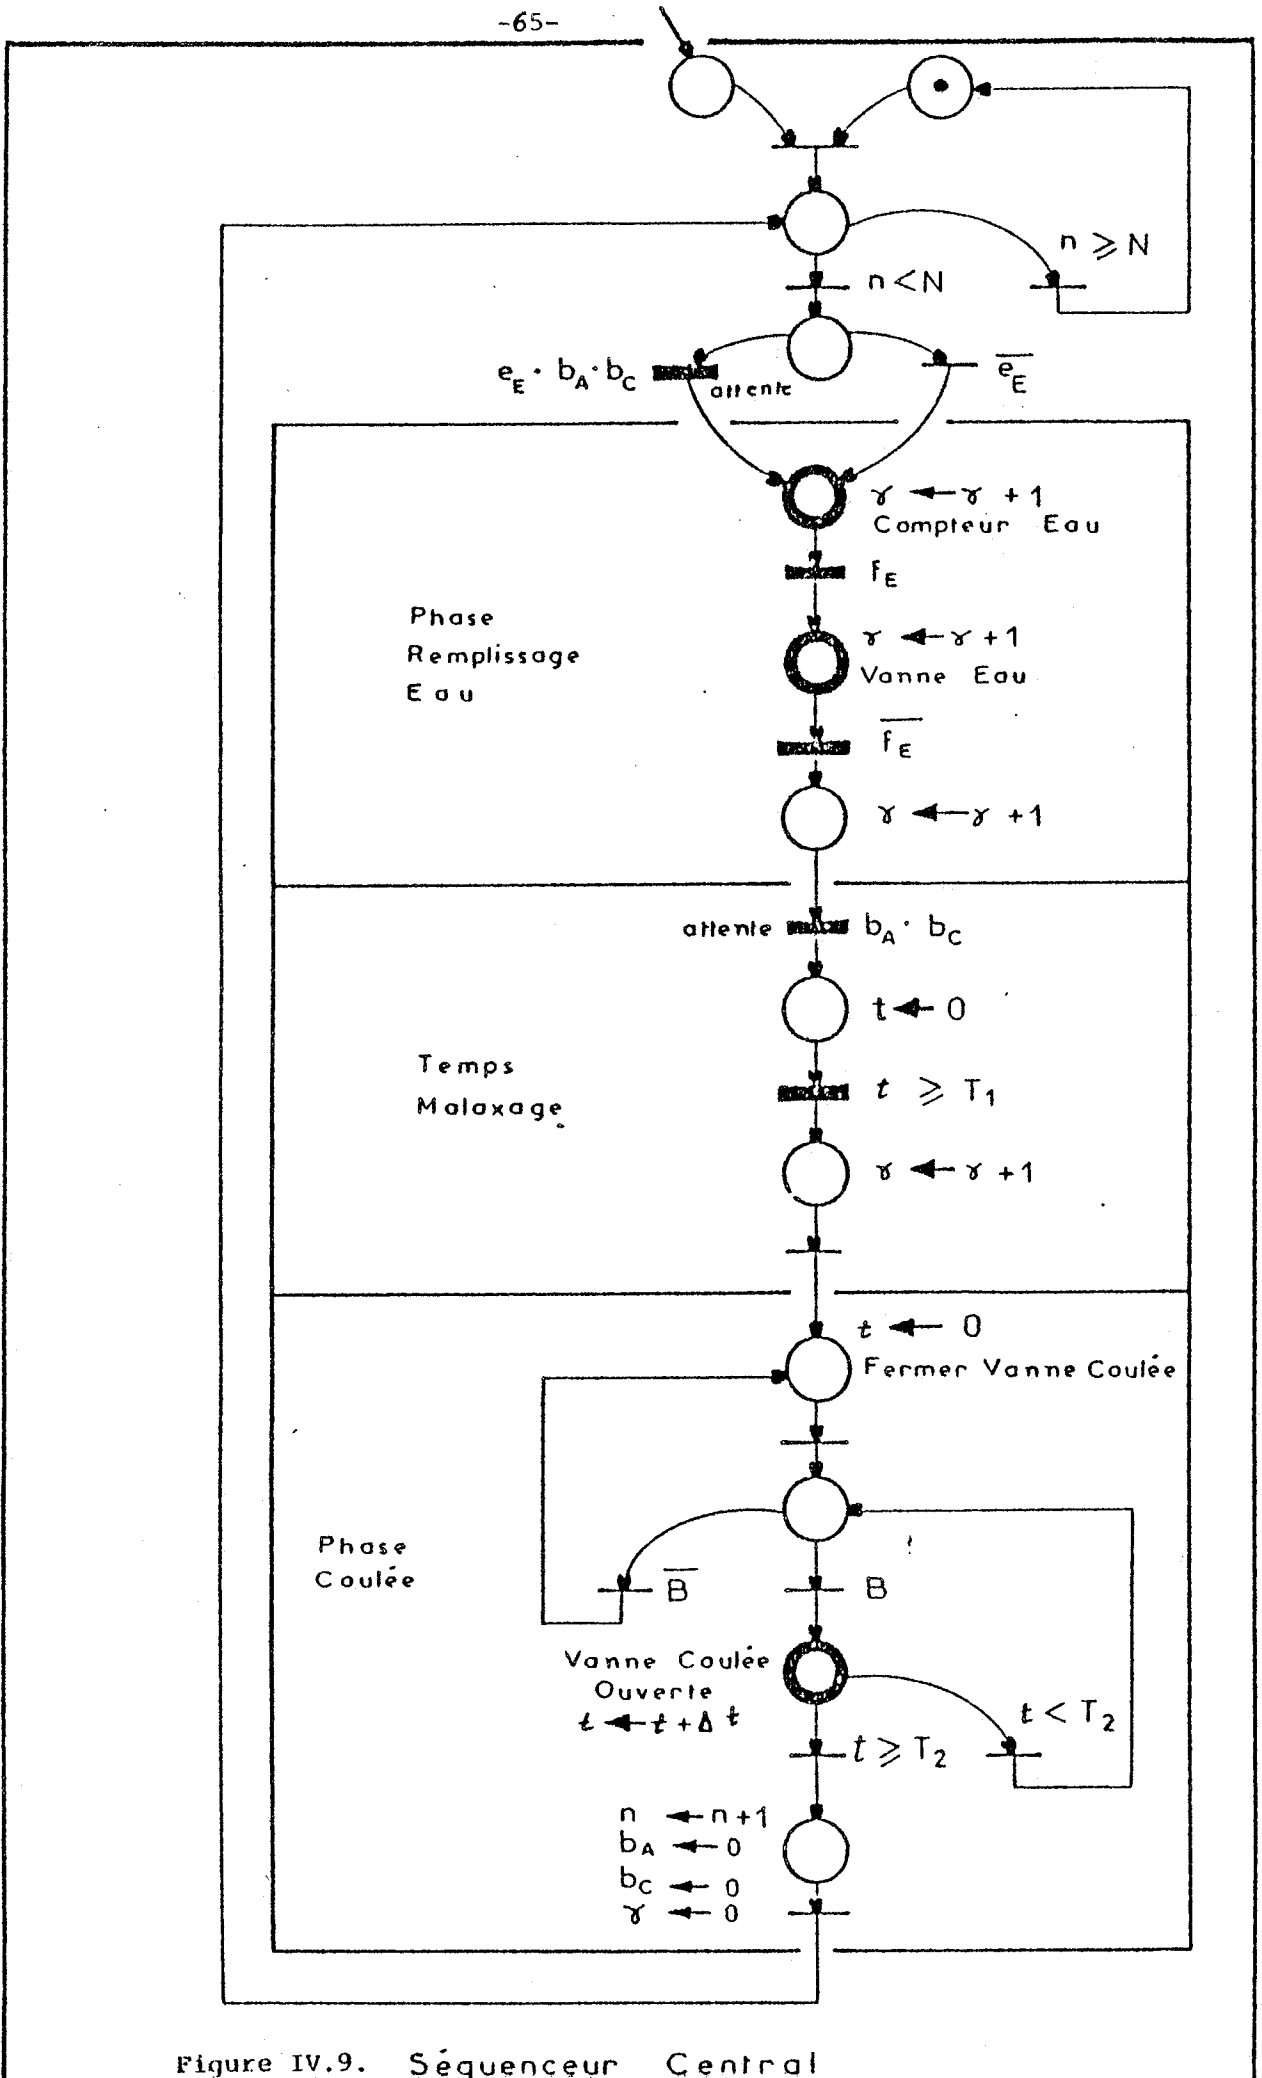 -65-
n ⩾ N
n < N
e_E · b_A · b_C
attente
e̅_E̅
γ ← γ + 1
Compteur Eau
f_E
Phase
Remplissage
Eau
γ ← γ + 1
Vanne Eau
f̅_E̅
γ ← γ + 1
attente
b_A · b_C
t ← 0
Temps
Malaxage
t ⩾ T_1
γ ← γ + 1
t ← 0
Fermer Vanne Coulée
Phase
Coulée
B̅
B
Vanne Coulée
Ouverte
t ← t + Δ t
t < T_2
t ⩾ T_2
n ← n + 1
b_A ← 0
b_C ← 0
γ ← 0
Figure IV.9. Séquenceur Central